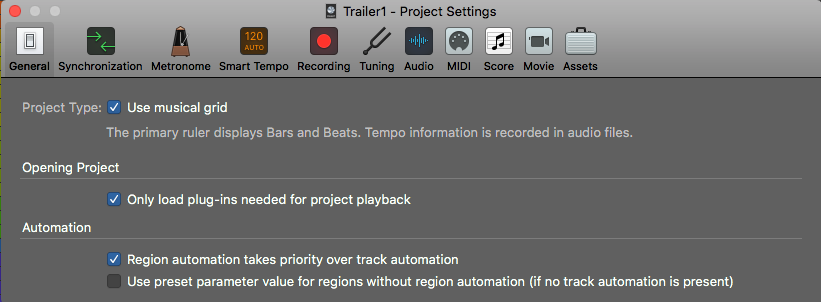 Trailer1 - Project Settings
120
AUTO
General Synchronization Metronome Smart Tempo Recording Tuning Audio MIDI Score Movie Assets
Project Type: Use musical grid
The primary ruler displays Bars and Beats. Tempo information is recorded in audio files.
Opening Project
Only load plug-ins needed for project playback
Automation
Region automation takes priority over track automation
Use preset parameter value for regions without region automation (if no track automation is present)